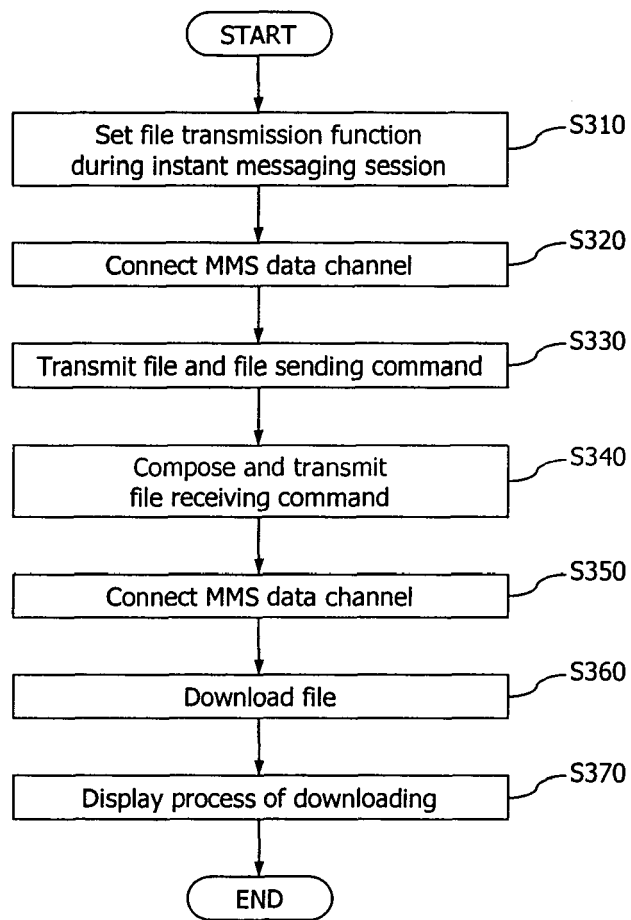 START
Set file transmission function
during instant messaging session
S310
Connect MMS data channel
S320
Transmit file and file sending command
S330
Compose and transmit
file receiving command
S340
Connect MMS data channel
S350
Download file
S360
Display process of downloading
S370
END